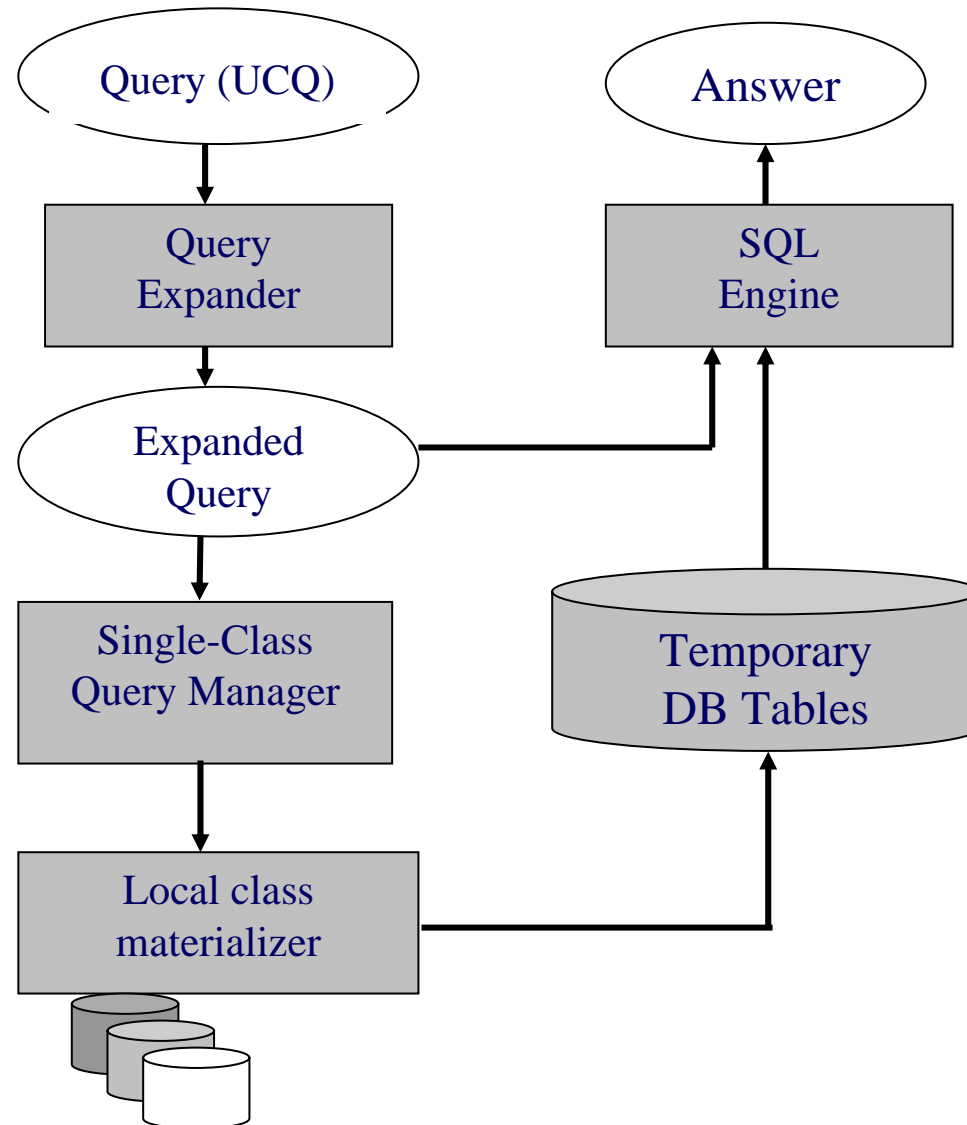 Query (UCQ)
Answer
Query
Expander
SQL
Engine
Expanded
Query
Single-Class
Query Manager
Temporary
DB Tables
Local class
materializer